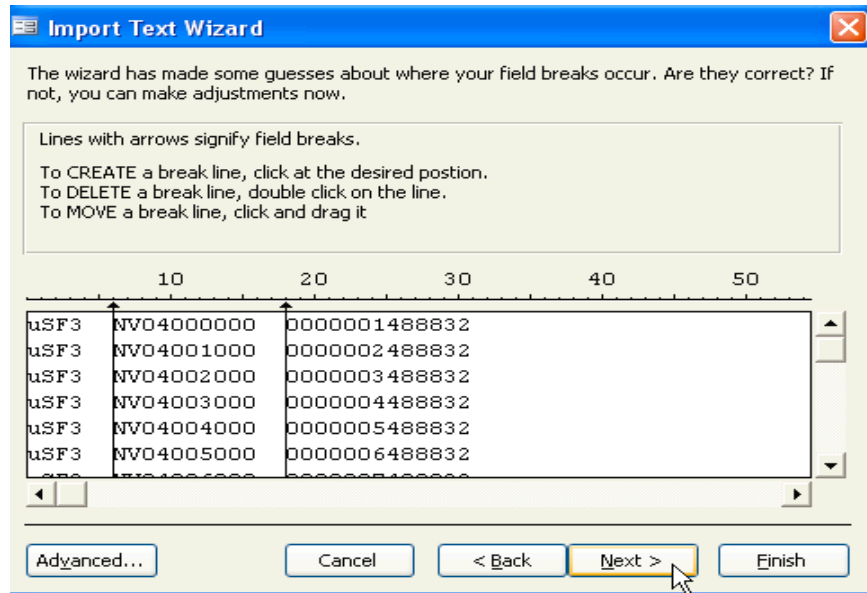 Import Text Wizard
The wizard has made some guesses about where your field breaks occur. Are they correct? If
not, you can make adjustments now.
Lines with arrows signify field breaks.
To CREATE a break line, click at the desired postion.
To DELETE a break line, double click on the line.
To MOVE a break line, click and drag it
10 20 30 40 50
uSF3 NV04000000 0000001488832
uSF3 NV04001000 0000002488832
uSF3 NV04002000 0000003488832
uSF3 NV04003000 0000004488832
uSF3 NV04004000 0000005488832
uSF3 NV04005000 0000006488832
Advanced... Cancel < Back Next > Finish